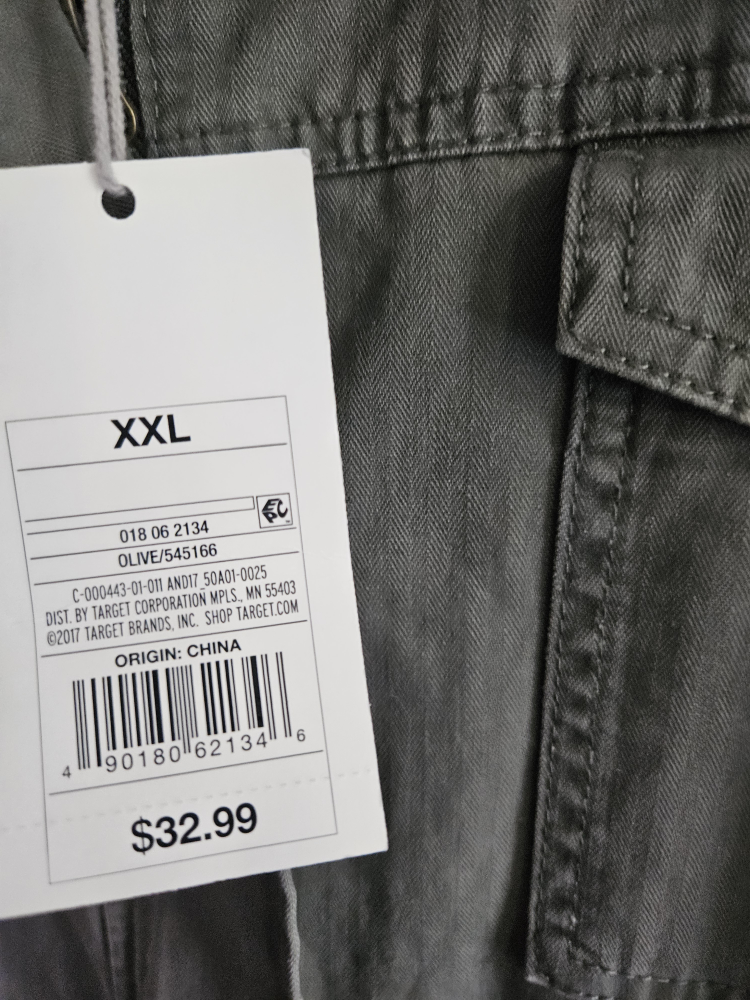 XXL
EPC
018 06 2134
OLIVE/545166
C-000443-01-011 AND17_50A01-0025
DIST. BY TARGET CORPORATION MPLS., MN 55403
©2017 TARGET BRANDS, INC. SHOP TARGET.COM
ORIGIN: CHINA
4 90180 62134 6
$32.99